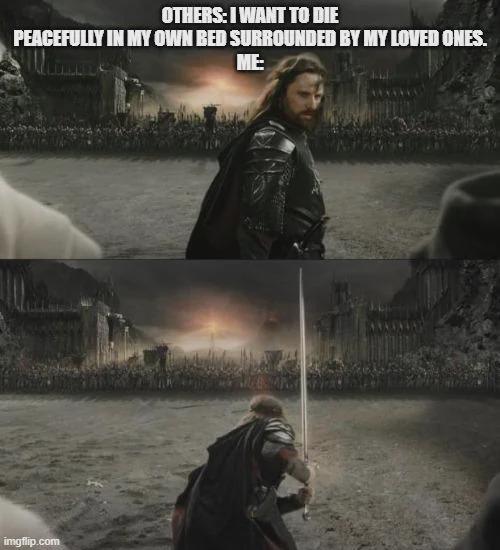 OTHERS: I WANT TO DIE
PEACEFULLY IN MY OWN BED SURROUNDED BY MY LOVED ONES.
ME:
imgflip.com